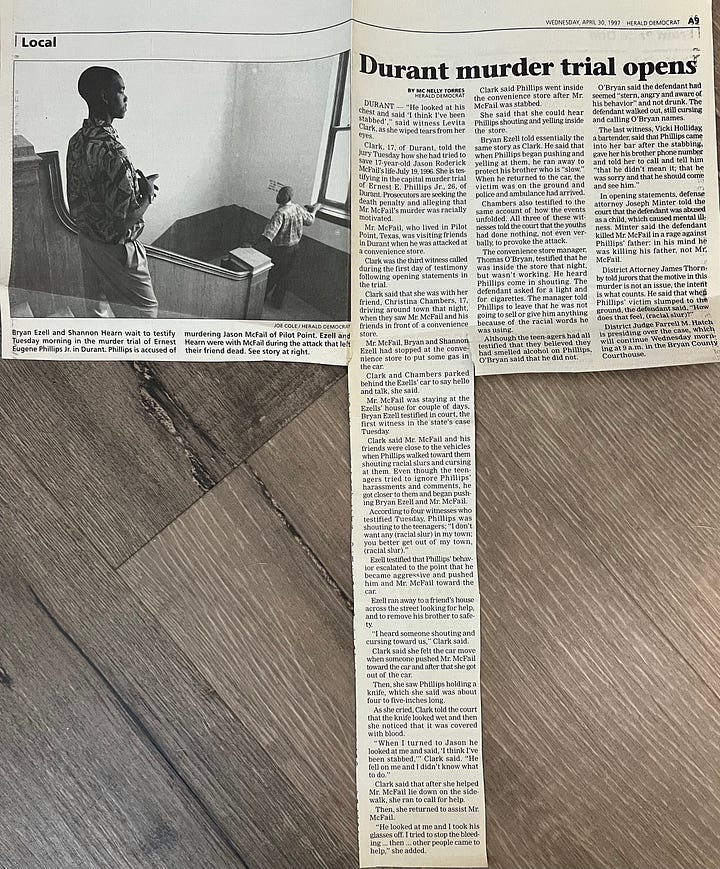 WEDNESDAY, APRIL 30, 1997 HERALD DEMOCRAT A9
Local
Durant murder trial opens
JOE COLE / HERALD DEMOCRAT
Bryan Ezell and Shannon Hearn wait to testify
Tuesday morning in the murder trial of Ernest
Eugene Phillips Jr. in Durant. Phillips is accused of
murdering Jason McFail of Pilot Point. Ezell and
Hearn were with McFail during the attack that left
their friend dead. See story at right.
BY MC NELLY TORRES
HERALD DEMOCRAT
DURANT — “He looked at his
chest and said ‘I think I’ve been
stabbed’,” said witness Levita
Clark, as she wiped tears from her
eyes.
Clark, 17, of Durant, told the
jury Tuesday how she had tried to
save 17-year-old Jason Roderick
McFail’s life July 19, 1996. She is tes-
tifying in the capital murder trial
of Ernest E. Phillips Jr., 26, of
Durant. Prosecutors are seeking the
death penalty and alleging that
Mr. McFail’s murder was racially
motivated.
Mr. McFail, who lived in Pilot
Point, Texas, was visiting friends
in Durant when he was attacked at
a convenience store.
Clark was the third witness called
during the first day of testimony
following opening statements in
the trial.
Clark said that she was with her
friend, Christina Chambers, 17,
driving around town that night,
when they saw Mr. McFail and his
friends in front of a convenience
store.
Mr. McFail, Bryan and Shannon
Ezell had stopped at the conve-
nience store to put some gas in
the car.
Clark and Chambers parked
behind the Ezells’ car to say hello
and talk, she said.
Mr. McFail was staying at the
Ezells’ house for couple of days,
Bryan Ezell testified in court, the
first witness in the state’s case
Tuesday.
Clark said Mr. McFail and his
friends were close to the vehicles
when Phillips walked toward them
shouting racial slurs and cursing
at them. Even though the teen-
agers tried to ignore Phillips’
harassments and comments, he
got closer to them and began push-
ing Bryan Ezell and Mr. McFail.
According to four witnesses who
testified Tuesday, Phillips was
shouting to the teenagers; “I don’t
want any (racial slur) in my town;
you better get out of my town,
(racial slur).”
Ezell testified that Phillips’ behav-
ior escalated to the point that he
became aggressive and pushed
him and Mr. McFail toward the
car.
Ezell ran away to a friend’s house
across the street looking for help,
and to remove his brother to safe-
ty.
“I heard someone shouting and
cursing toward us,” Clark said.
Clark said she felt the car move
when someone pushed Mr. McFail
toward the car and after that she got
out of the car.
Then, she saw Phillips holding a
knife, which she said was about
four to five-inches long.
As she cried, Clark told the court
that the knife looked wet and then
she noticed that it was covered
with blood.
“When I turned to Jason he
looked at me and said, ‘I think I’ve
been stabbed,’” Clark said. “He
fell on me and I didn’t know what
to do.”
Clark said that after she helped
Mr. McFail lie down on the side-
walk, she ran to call for help.
Then, she returned to assist Mr.
McFail.
“He looked at me and I took his
glasses off. I tried to stop the bleed-
ing ... then ... other people came to
help,” she added.
Clark said Phillips went inside
the convenience store after Mr.
McFail was stabbed.
She said that she could hear
Phillips shouting and yelling inside
the store.
Bryan Ezell told essentially the
same story as Clark. He said that
when Phillips began pushing and
yelling at them, he ran away to
protect his brother who is “slow.”
When he returned to the car, the
victim was on the ground and
police and ambulance had arrived.
Chambers also testified to the
same account of how the events
unfolded. All three of these wit-
nesses told the court that the youths
had done nothing, not even ver-
bally, to provoke the attack.
The convenience store manager,
Thomas O’Bryan, testified that he
was inside the store that night,
but wasn’t working. He heard
Phillips come in shouting. The
defendant asked for a light and
for cigarettes. The manager told
Phillips to leave that he was not
going to sell or give him anything
because of the racial words he
was using.
Although the teen-agers had all
testified that they believed they
had smelled alcohol on Phillips,
O’Bryan said that he did not.
O’Bryan said the defendant had
seemed “stern, angry and aware of
his behavior” and not drunk. The
defendant walked out, still cursing
and calling O’Bryan names.
The last witness, Vicki Holliday,
a bartender, said that Phillips came
into her bar after the stabbing,
gave her his brother phone number
and told her to call and tell him
“that he didn’t mean it; that he
was sorry and that he should come
and see him.”
In opening statements, defense
attorney Joseph Minter told the
court that the defendant was abused
as a child, which caused mental ill-
ness. Minter said the defendant
killed Mr. McFail in a rage against
Phillips’ father: in his mind he
was killing his father, not Mr.
McFail.
District Attorney James Thorn-
by told jurors that the motive in this
murder is not an issue, the intent
is what counts. He said that when
Phillips’ victim slumped to the
ground, the defendant said, “How
does that feel, (racial slur)?”
District Judge Farrell M. Hatch
is presiding over the case, which
will continue Wednesday morn-
ing at 9 a.m. in the Bryan County
Courthouse.